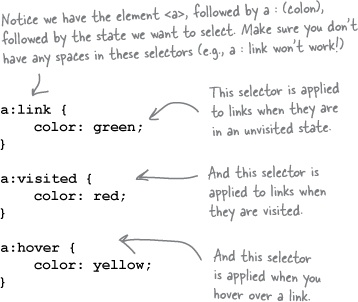 Notice we have the element <a>, followed by a : (colon),
followed by the state we want to select. Make sure you don't
have any spaces in these selectors (e.g., a : link won't work!)
a:link {
color: green;
}
This selector is applied
to links when they are
in an unvisited state.
a:visited {
color: red;
}
And this selector is
applied to links when
they are visited.
a:hover {
color: yellow;
}
And this selector
is applied when you
hover over a link.